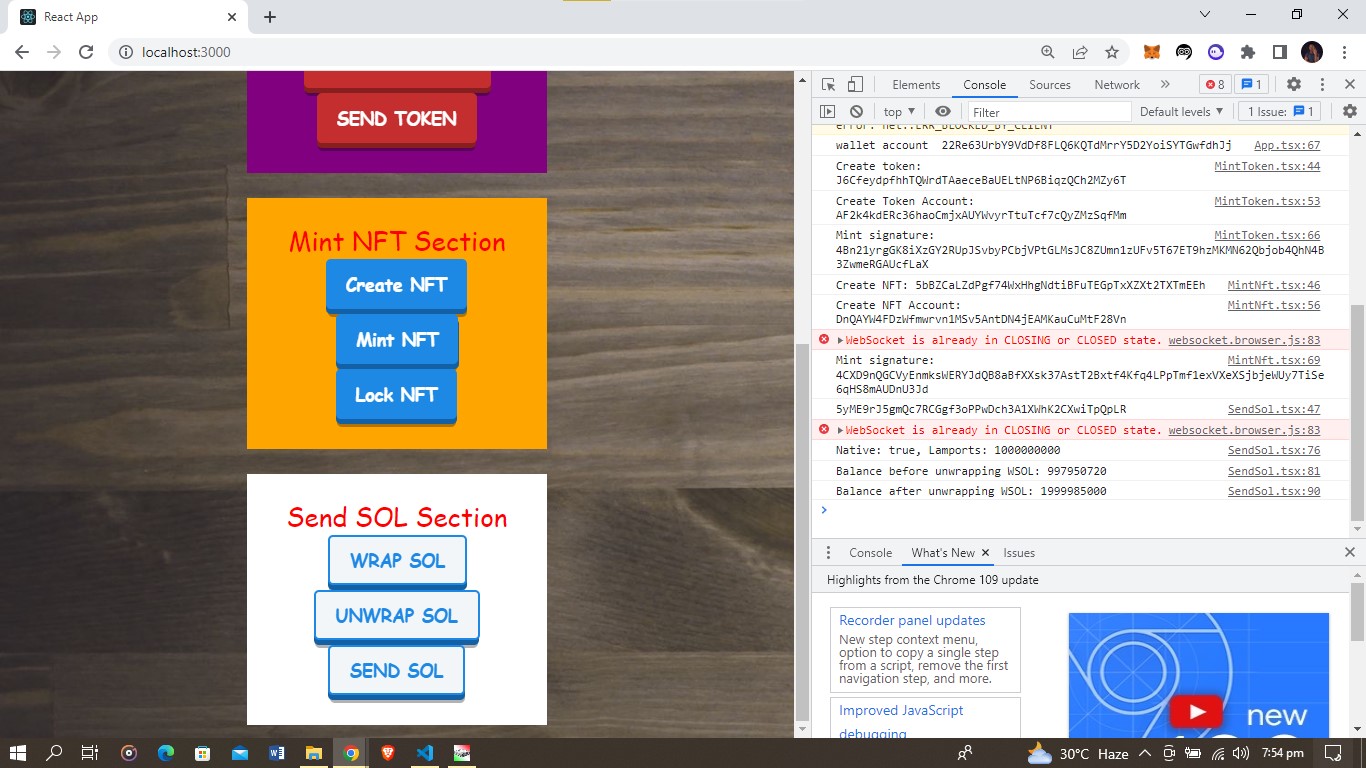 React App
localhost:3000
SEND TOKEN
Mint NFT Section
Create NFT
Mint NFT
Lock NFT
Send SOL Section
WRAP SOL
UNWRAP SOL
SEND SOL
Elements Console Sources Network » 8 1
top Filter Default levels 1 Issue: 1
error: net::ERR_BLOCKED_BY_CLIENT
wallet account 22Re63UrbY9VdDf8FLQ6KQTdMrrY5D2YoiSYTGwfdhJj App.tsx:67
Create token: MintToken.tsx:44
J6CfeydpfhhTQWrdTAaeceBaUELtNP6BiqzQCh2MZy6T
Create Token Account: MintToken.tsx:53
AF2k4kdERc36haoCmjxAUYWvyrTtuTcf7cQyZMzSqfMm
Mint signature: MintToken.tsx:66
4Bn21yrgGK8iXzGY2RUpJSvbyPCbjVPtGLMsJC8ZUmn1zUFv5T67ET9hzMKMN62Qbjob4QhN4B
3ZwmeRGAUcfLaX
Create NFT: 5bBZCaLZdPgf74WxHhgNdtiBFuTEGpTxXZXt2TXTmEEh MintNft.tsx:46
Create NFT Account: MintNft.tsx:56
DnQAYW4FDzWfmwrvn1MSv5AntDN4jEAMKauCuMtF28Vn
WebSocket is already in CLOSING or CLOSED state. websocket.browser.js:83
Mint signature: MintNft.tsx:69
4CXD9nQGCVyEnmksWERYJdQB8aBfXXsk37AstT2Bxtf4Kfq4LPpTmf1exVXeXSjbjeWUy7TiSe
6qHS8mAUDnU3Jd
5yME9rJ5gmQc7RCGgf3oPPwDch3A1XWhK2CXwiTpQpLR SendSol.tsx:47
WebSocket is already in CLOSING or CLOSED state. websocket.browser.js:83
Native: true, Lamports: 1000000000 SendSol.tsx:76
Balance before unwrapping WSOL: 997950720 SendSol.tsx:81
Balance after unwrapping WSOL: 1999985000 SendSol.tsx:90
Console What's New Issues
Highlights from the Chrome 109 update
Recorder panel updates
New step context menu,
option to copy a single step
from a script, remove the first
navigation step, and more.
Improved JavaScript
debugging
new
30°C Haze 7:54 pm